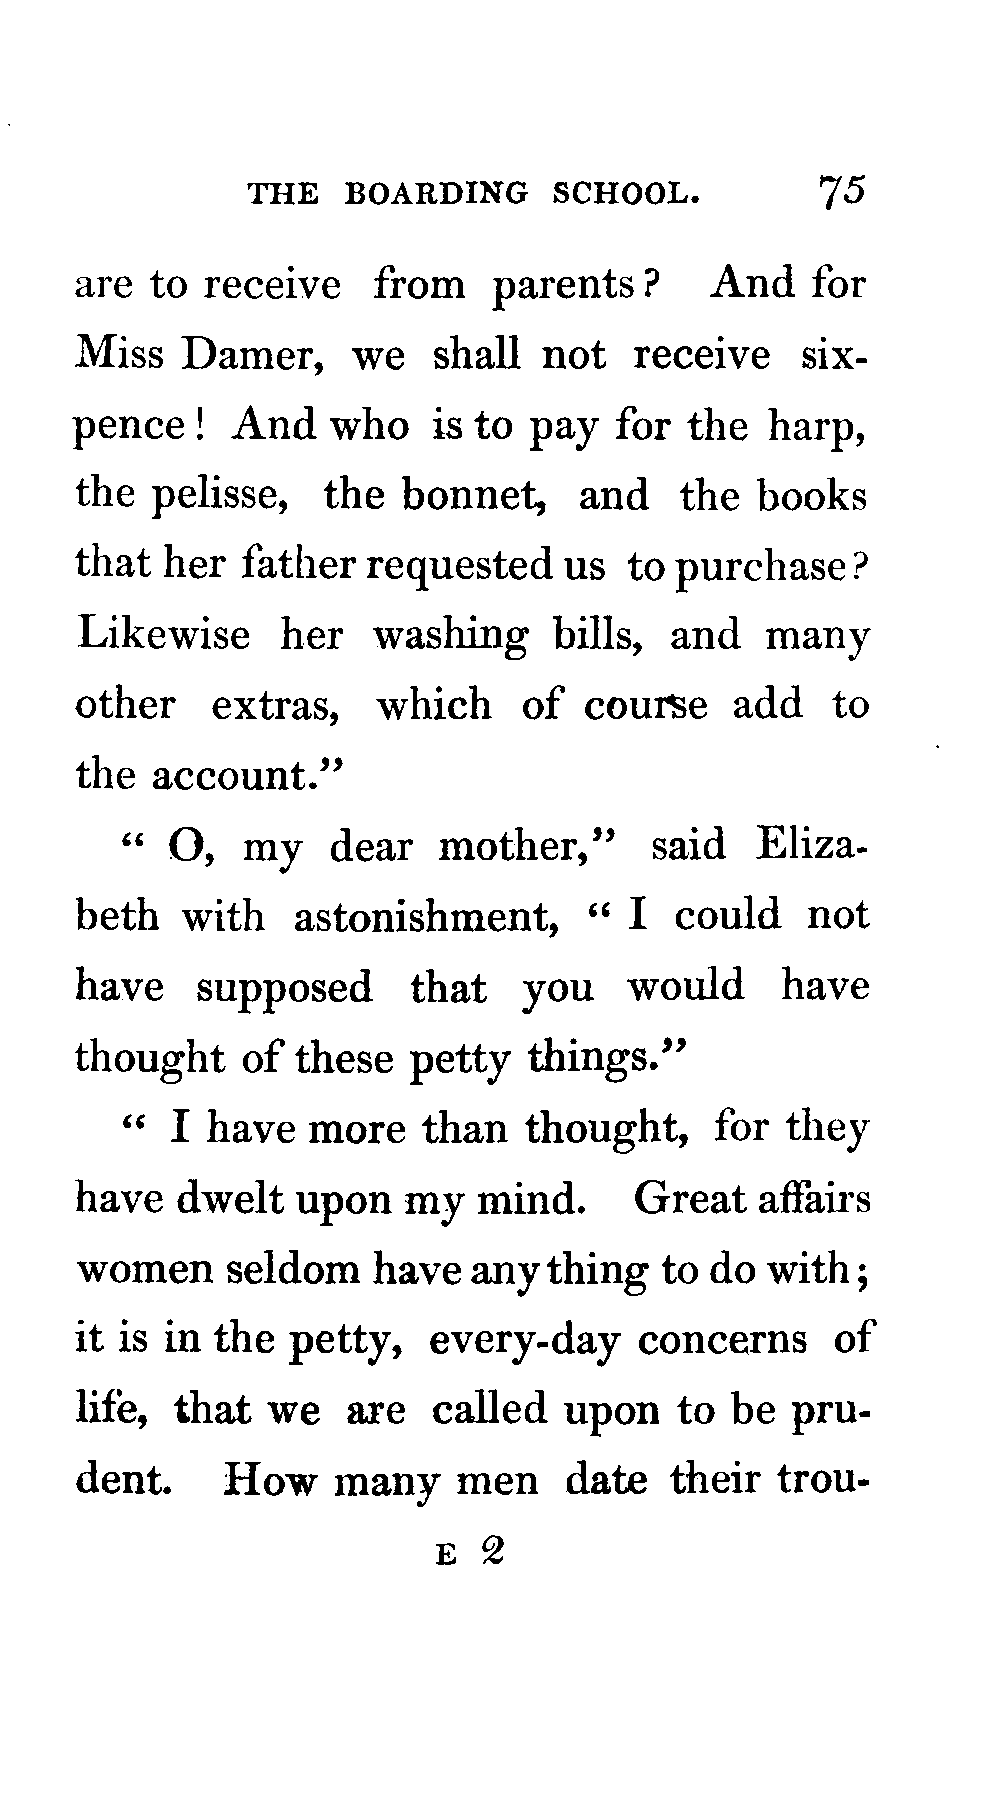 THE BOARDING SCHOOL. 75
are to receive from parents? And for
Miss Damer, we shall not receive six-
pence! And who is to pay for the harp,
the pelisse, the bonnet, and the books
that her father requested us to purchase?
Likewise her washing bills, and many
other extras, which of course add to
the account."
" O, my dear mother," said Eliza-
beth with astonishment, " I could not
have supposed that you would have
thought of these petty things."
" I have more than thought, for they
have dwelt upon my mind. Great affairs
women seldom have any thing to do with;
it is in the petty, every-day concerns of
life, that we are called upon to be pru-
dent. How many men date their trou-
E 2